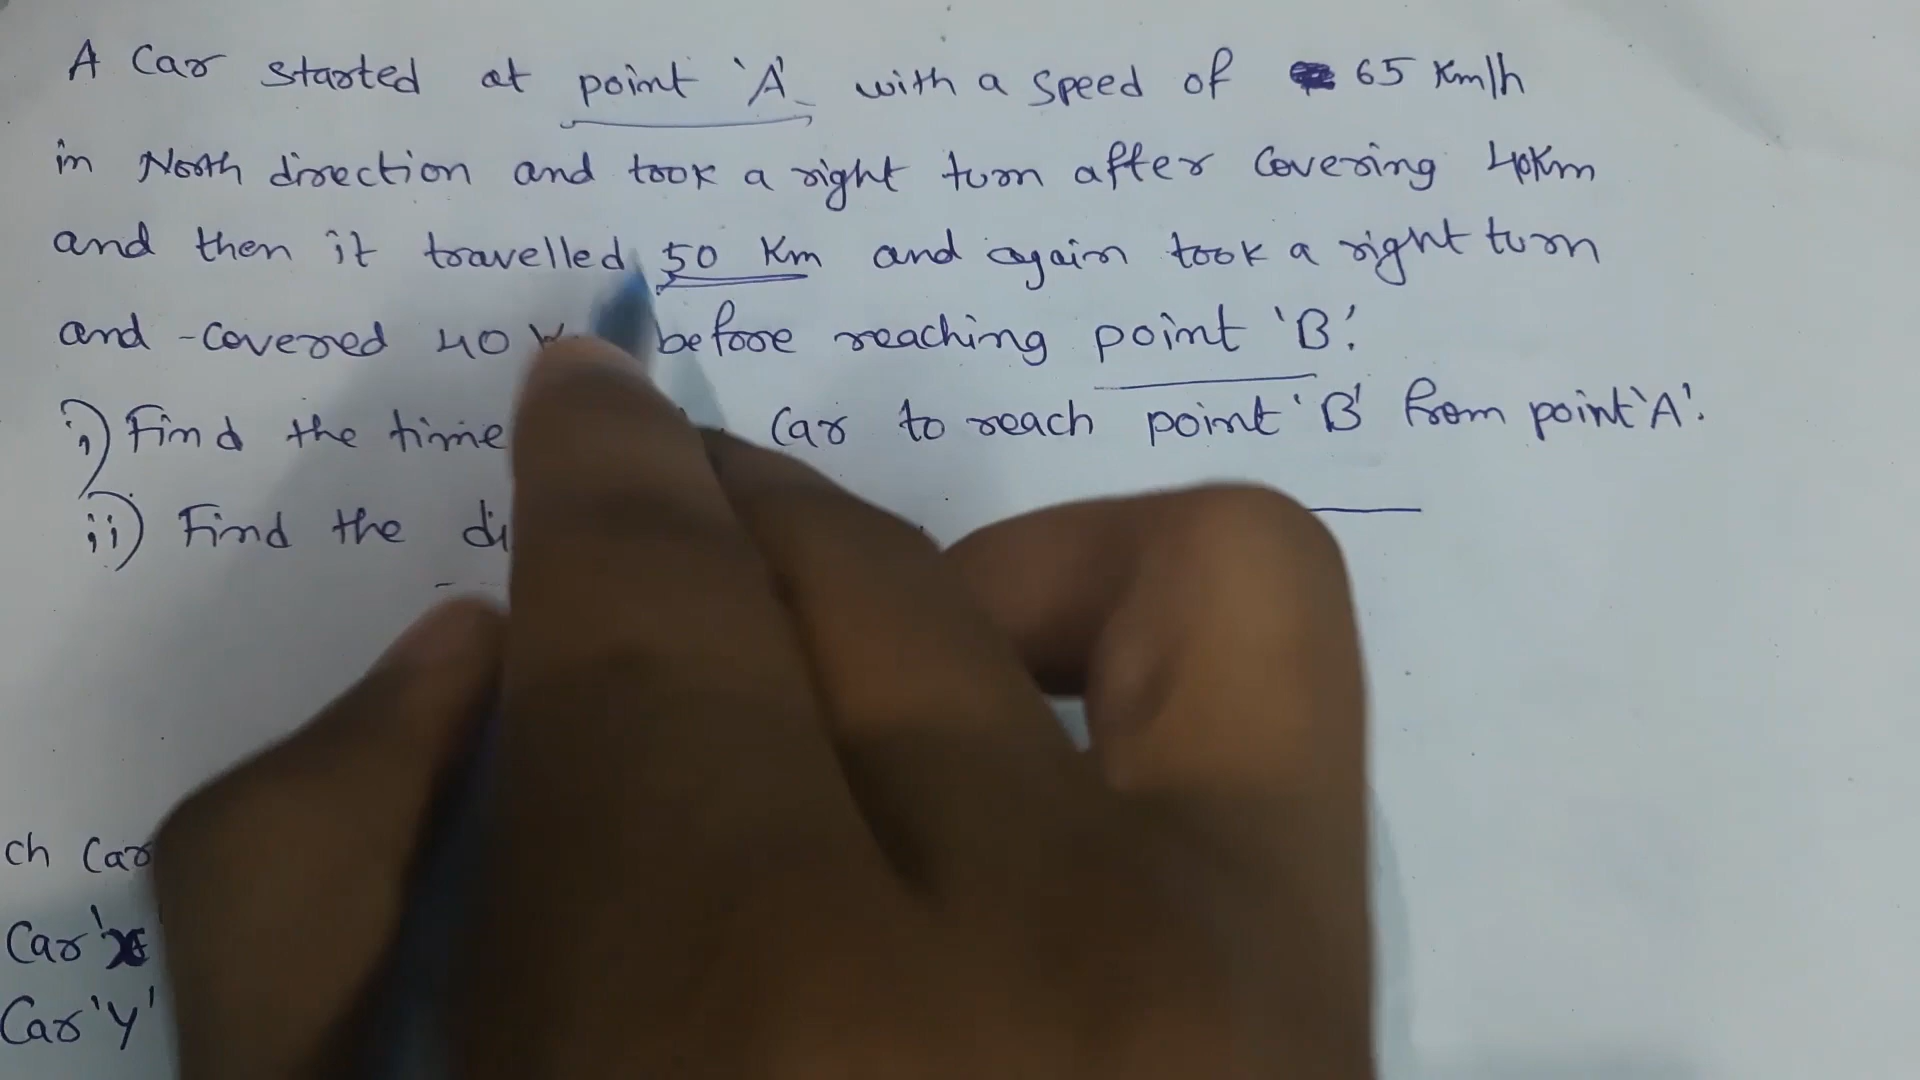 A Car started at point 'A' with a speed of 65 Km/h
in North direction and took a right turn after Covering 40Km
and then it travelled 50 Km and again took a right turn
and covered 40 before reaching point 'B'.
i) Find the time Car to reach point 'B' from point 'A'.
ii) Find the
ch Car
Car 'X
Car 'Y'